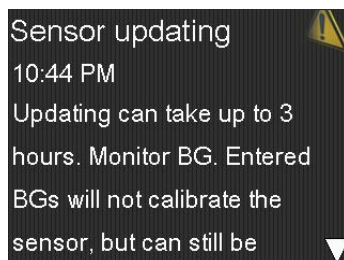 Sensor updating
10:44 PM
Updating can take up to 3
hours. Monitor BG. Entered
BGs will not calibrate the
sensor, but can still be